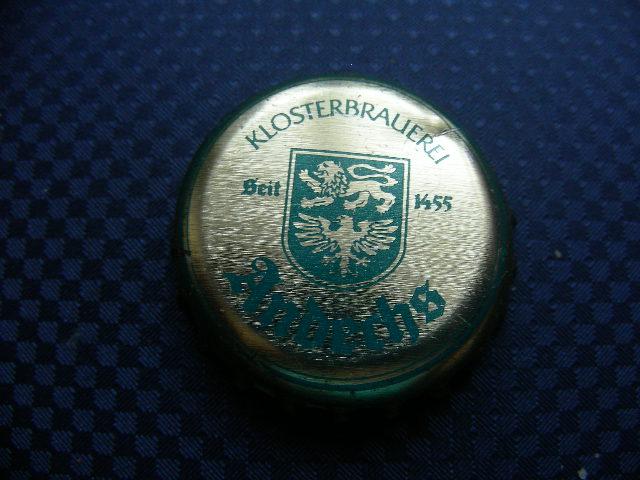 KLOSTERBRAUEREI
Seit 1455
Andechs